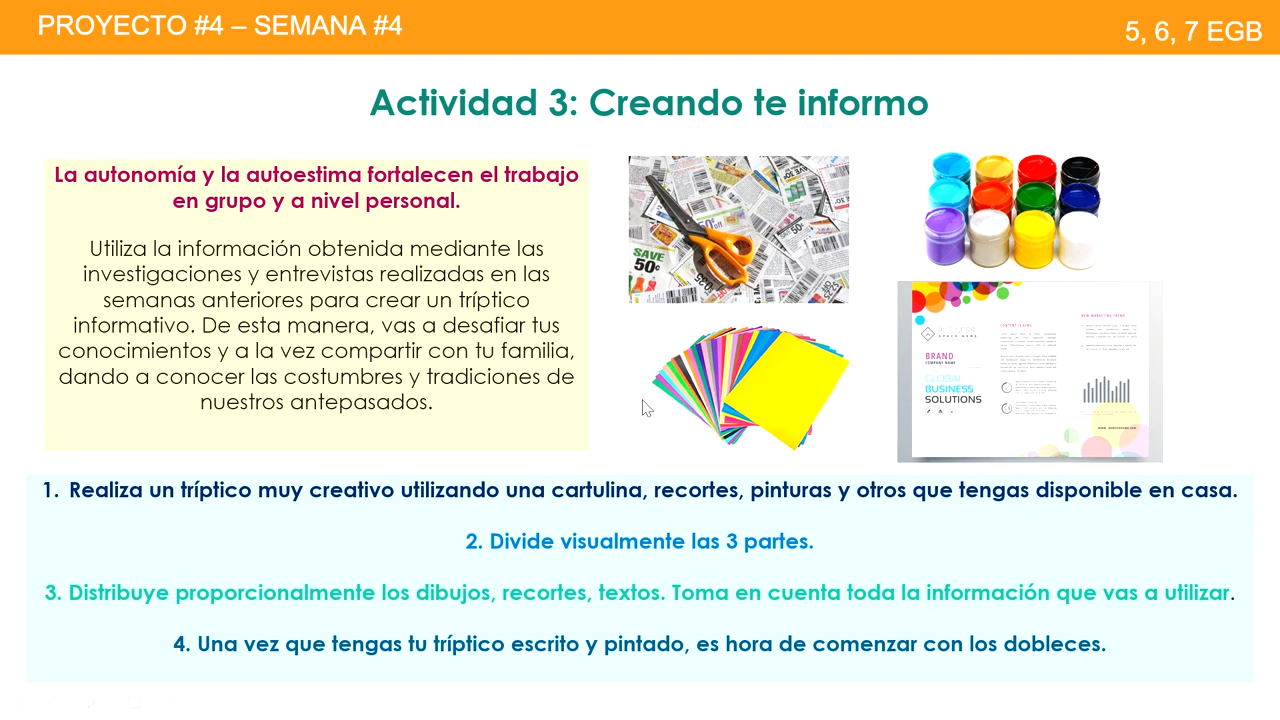 PROYECTO #4 – SEMANA #4
5, 6, 7 EGB
Actividad 3: Creando te informo
La autonomía y la autoestima fortalecen el trabajo
en grupo y a nivel personal.
Utiliza la información obtenida mediante las
investigaciones y entrevistas realizadas en las
semanas anteriores para crear un tríptico
informativo. De esta manera, vas a desafiar tus
conocimientos y a la vez compartir con tu familia,
dando a conocer las costumbres y tradiciones de
nuestros antepasados.
SAVE
50¢
BRAND
COMPANY NAME
GLOBAL
BUSINESS
SOLUTIONS
1. Realiza un tríptico muy creativo utilizando una cartulina, recortes, pinturas y otros que tengas disponible en casa.
2. Divide visualmente las 3 partes.
3. Distribuye proporcionalmente los dibujos, recortes, textos. Toma en cuenta toda la información que vas a utilizar.
4. Una vez que tengas tu tríptico escrito y pintado, es hora de comenzar con los dobleces.